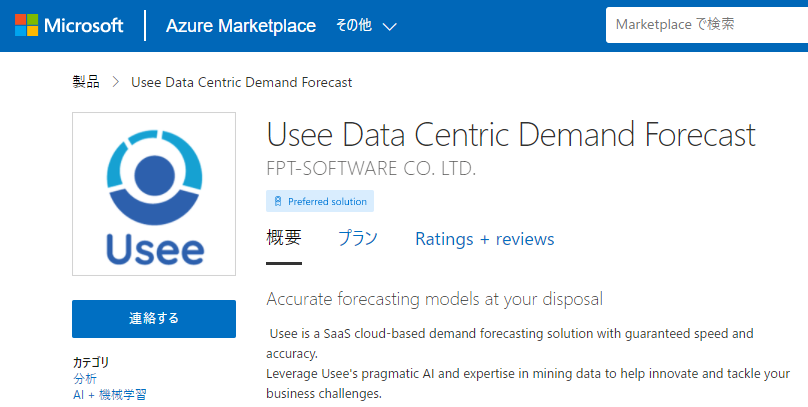 Microsoft
Azure Marketplace
その他
Marketplace で検索
製品
Usee Data Centric Demand Forecast
Usee
Usee Data Centric Demand Forecast
FPT-SOFTWARE CO. LTD.
Preferred solution
概要
プラン
Ratings + reviews
Accurate forecasting models at your disposal
連絡する
Usee is a SaaS cloud-based demand forecasting solution with guaranteed speed and
accuracy.
Leverage Usee's pragmatic AI and expertise in mining data to help innovate and tackle your
business challenges.
カテゴリ
分析
AI + 機械学習